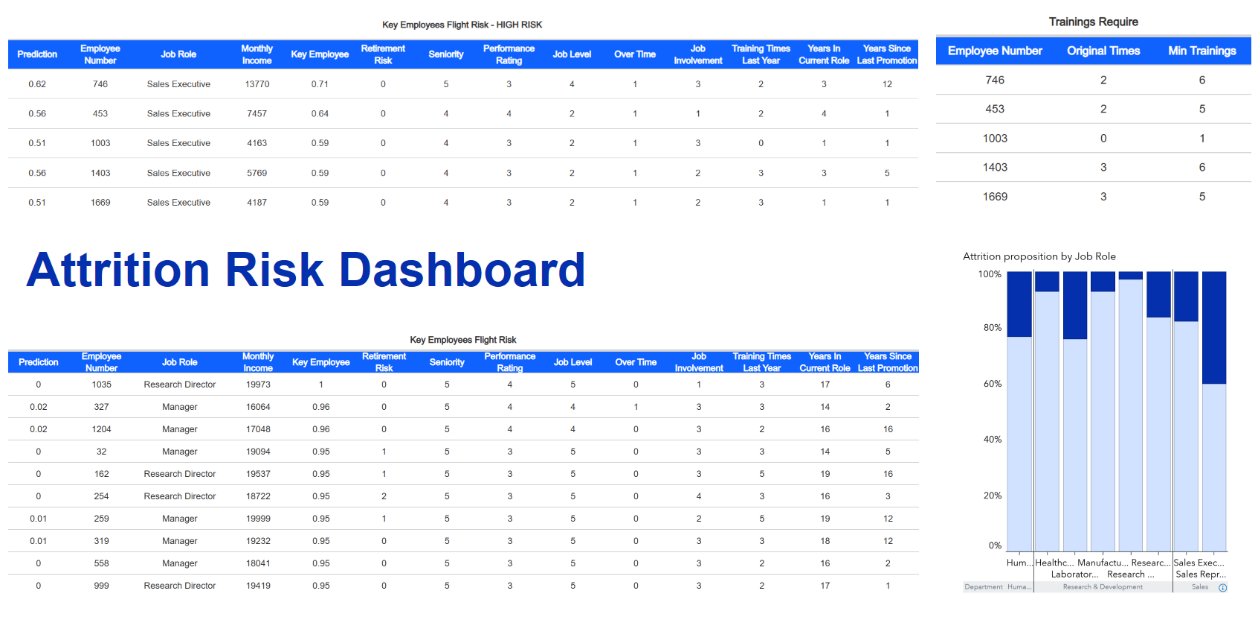 Key Employees Flight Risk - HIGH RISK
Prediction Employee Number Job Role Monthly Income Key Employee Retirement Risk Seniority Performance Rating Job Level Over Time Job Involvement Training Times Last Year Years In Current Role Years Since Last Promotion
0.62 746 Sales Executive 13770 0.71 0 5 3 4 1 3 2 3 12
0.56 453 Sales Executive 7457 0.64 0 4 4 2 1 1 2 4 1
0.51 1003 Sales Executive 4163 0.59 0 4 3 2 1 3 0 1 1
0.56 1403 Sales Executive 5769 0.59 0 4 3 2 1 2 3 3 5
0.51 1669 Sales Executive 4187 0.59 0 4 3 2 1 2 3 1 1
Trainings Require
Employee Number Original Times Min Trainings
746 2 6
453 2 5
1003 0 1
1403 3 6
1669 3 5
Attrition Risk Dashboard
Key Employees Flight Risk
Prediction Employee Number Job Role Monthly Income Key Employee Retirement Risk Seniority Performance Rating Job Level Over Time Job Involvement Training Times Last Year Years In Current Role Years Since Last Promotion
0 1035 Research Director 19973 1 0 5 4 5 0 1 3 17 6
0.02 327 Manager 16064 0.96 0 5 4 4 1 3 3 14 2
0.02 1204 Manager 17048 0.96 0 5 4 4 0 3 2 16 16
0 32 Manager 19094 0.95 1 5 3 5 0 3 3 14 5
0 162 Research Director 19537 0.95 1 5 3 5 0 3 5 19 16
0 254 Research Director 18722 0.95 2 5 3 5 0 4 3 16 3
0.01 259 Manager 19999 0.95 1 5 3 5 0 2 5 19 12
0.01 319 Manager 19232 0.95 0 5 3 5 0 3 3 18 12
0 558 Manager 18041 0.95 0 5 3 5 0 3 2 16 2
0 999 Research Director 19419 0.95 0 5 3 5 0 3 2 17 1
Attrition proposition by Job Role
100%
80%
60%
40%
20%
0%
Hum... Healthc... Manufactu... Researc... Sales Exec...
Laborator... Research ... Sales Repr...
Department Huma... Research & Development Sales